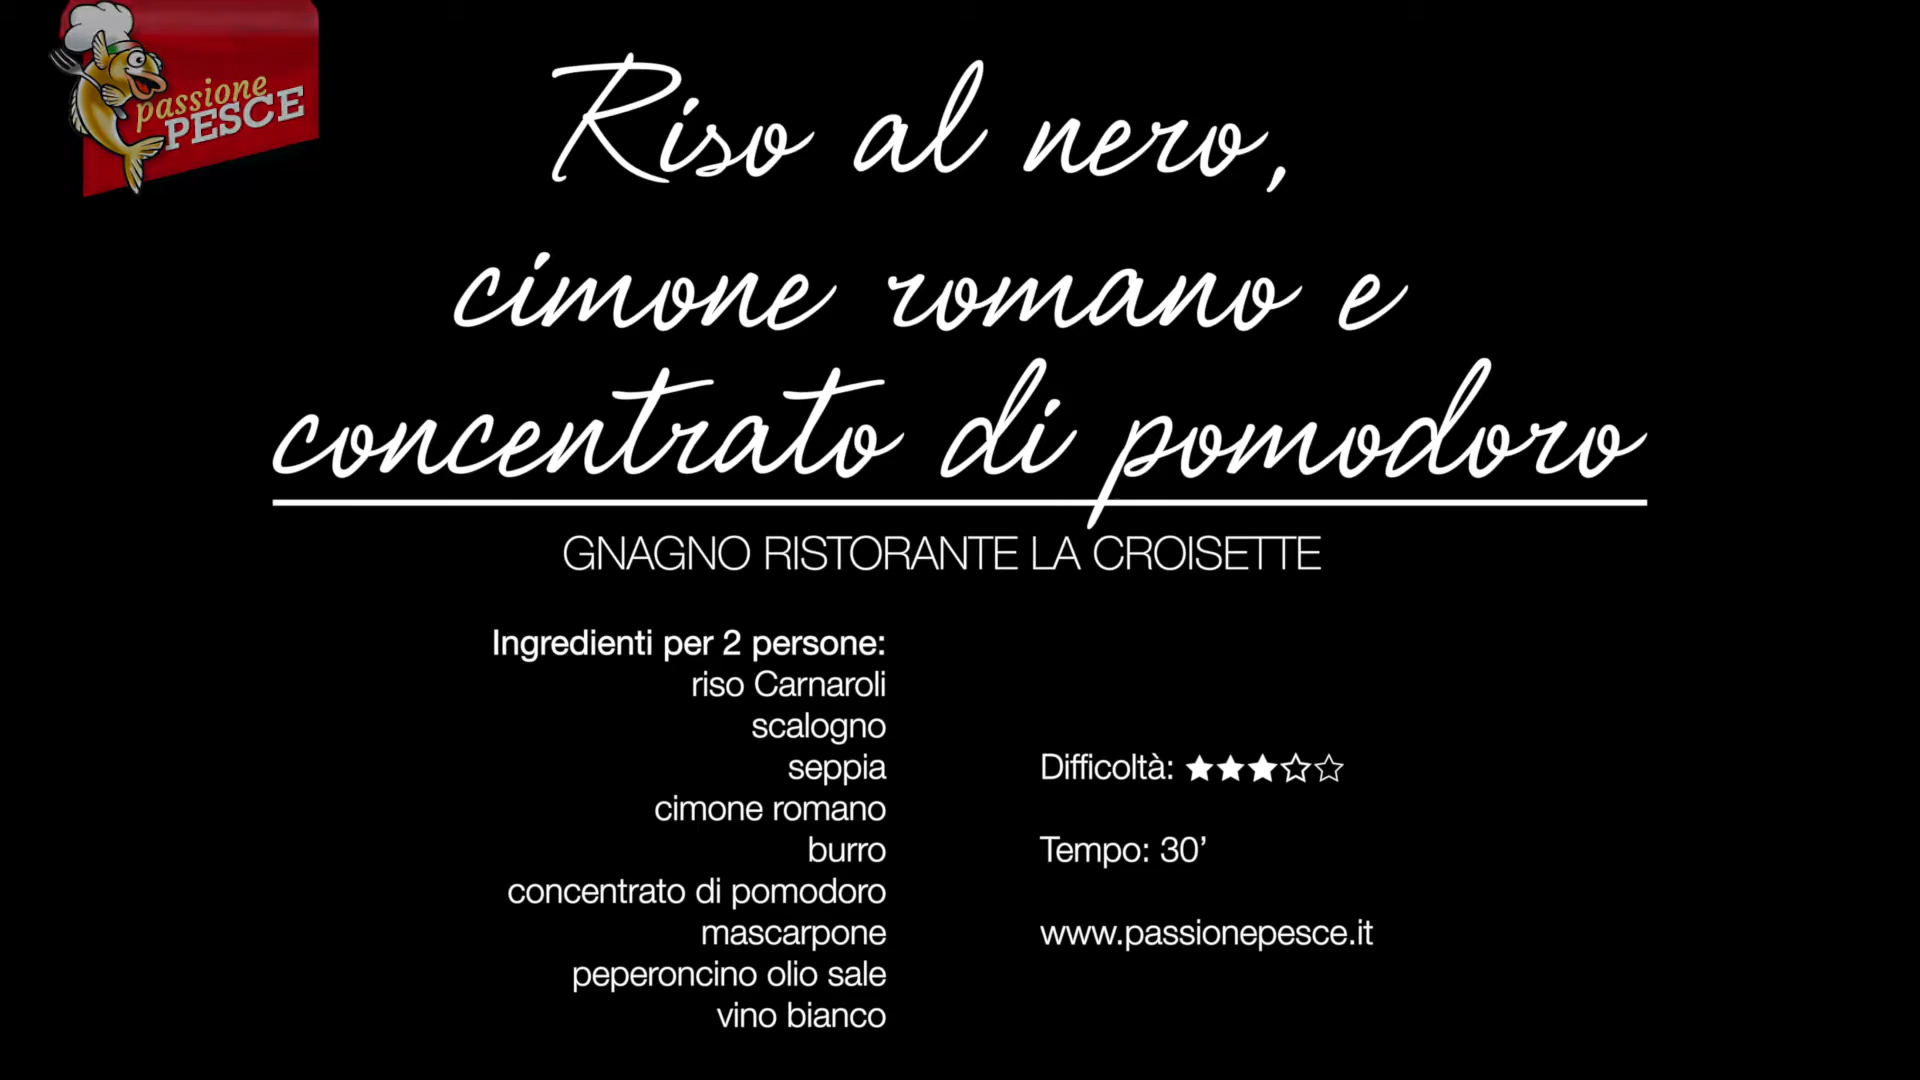 passione
PESCE
Riso al nero,
cimone romano e
concentrato di pomodoro
GNAGNO RISTORANTE LA CROISETTE
Ingredienti per 2 persone:
riso Carnaroli
scalogno
seppia
cimone romano
burro
concentrato di pomodoro
mascarpone
peperoncino olio sale
vino bianco
Difficoltà: ★★★☆☆
Tempo: 30’
www.passionepesce.it